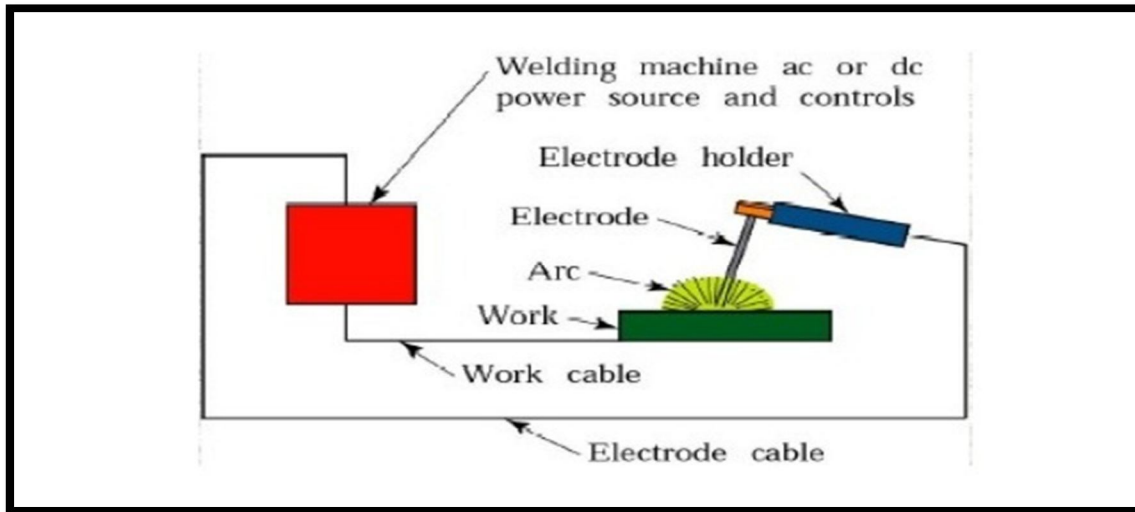 Welding machine ac or dc
power source and controls
Electrode holder
Electrode
Arc
Work
Work cable
Electrode cable